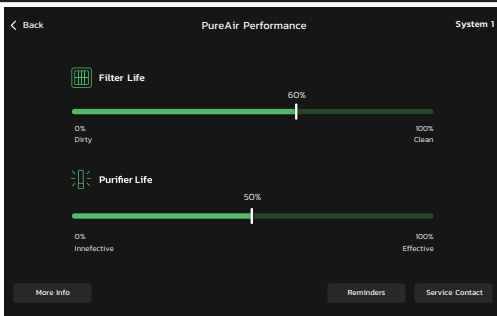 Back
PureAir Performance
System 1
Filter Life
60%
0%
100%
Dirty
Clean
Purifier Life
50%
0%
100%
Innefective
Effective
More Info
Reminders
Service Contact